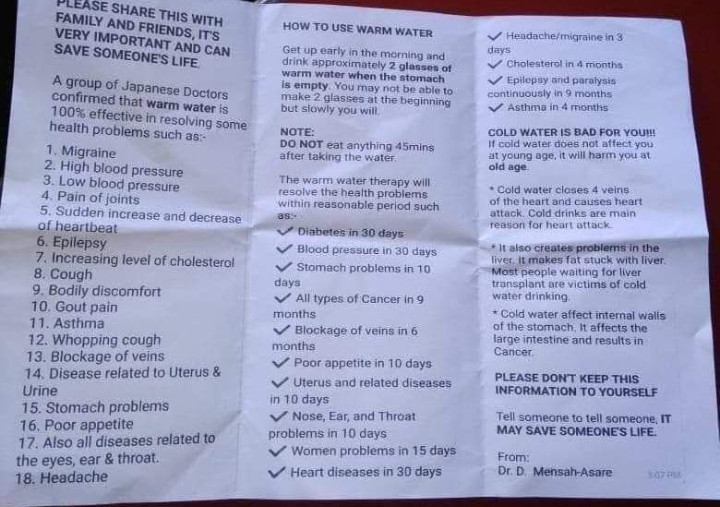 PLEASE SHARE THIS WITH
FAMILY AND FRIENDS, IT'S
VERY IMPORTANT AND CAN
SAVE SOMEONE'S LIFE.
A group of Japanese Doctors
confirmed that warm water is
100% effective in resolving some
health problems such as:-
1. Migraine
2. High blood pressure
3. Low blood pressure
4. Pain of joints
5. Sudden increase and decrease
of heartbeat
6. Epilepsy
7. Increasing level of cholesterol
8. Cough
9. Bodily discomfort
10. Gout pain
11. Asthma
12. Whopping cough
13. Blockage of veins
14. Disease related to Uterus &
Urine
15. Stomach problems
16. Poor appetite
17. Also all diseases related to
the eyes, ear & throat.
18. Headache
HOW TO USE WARM WATER
Get up early in the morning and
drink approximately 2 glasses of
warm water when the stomach
is empty. You may not be able to
make 2 glasses at the beginning
but slowly you will.
NOTE:
DO NOT eat anything 45mins
after taking the water.
The warm water therapy will
resolve the health problems
within reasonable period such
as:-
✓ Diabetes in 30 days
✓ Blood pressure in 30 days
✓ Stomach problems in 10
days
✓ All types of Cancer in 9
months
✓ Blockage of veins in 6
months
✓ Poor appetite in 10 days
✓ Uterus and related diseases
in 10 days
✓ Nose, Ear, and Throat
problems in 10 days
✓ Women problems in 15 days
✓ Heart diseases in 30 days
✓ Headache/migraine in 3
days
✓ Cholesterol in 4 months
✓ Epilepsy and paralysis
continuously in 9 months
✓ Asthma in 4 months
COLD WATER IS BAD FOR YOU!!!
If cold water does not affect you
at young age, it will harm you at
old age.
* Cold water closes 4 veins
of the heart and causes heart
attack. Cold drinks are main
reason for heart attack.
* It also creates problems in the
liver. It makes fat stuck with liver.
Most people waiting for liver
transplant are victims of cold
water drinking.
* Cold water affect internal walls
of the stomach. It affects the
large intestine and results in
Cancer.
PLEASE DON'T KEEP THIS
INFORMATION TO YOURSELF
Tell someone to tell someone, IT
MAY SAVE SOMEONE'S LIFE.
From:
Dr. D. Mensah-Asare
3:07 PM